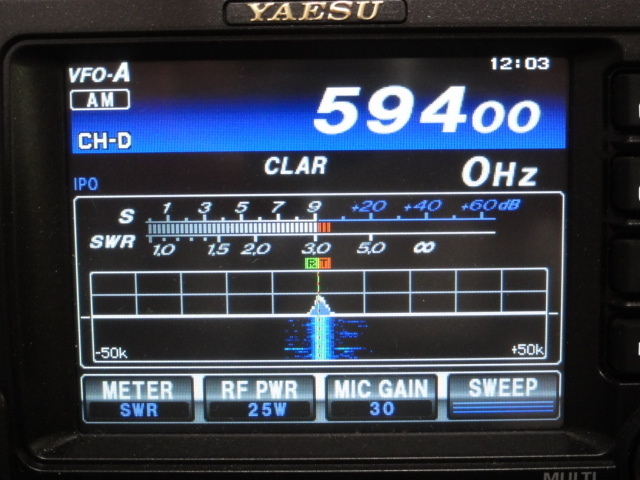 YAESU
VFO-A 12:03
AM 59400
CH-D
CLAR 0Hz
IPO
S 1 3 5 7 9 +20 +40 +60dB
SWR 1.0 1.5 2.0 3.0 5.0 ∞
R T
-50k +50k
METER RF PWR MIC GAIN SWEEP
SWR 25W 30
MULTI